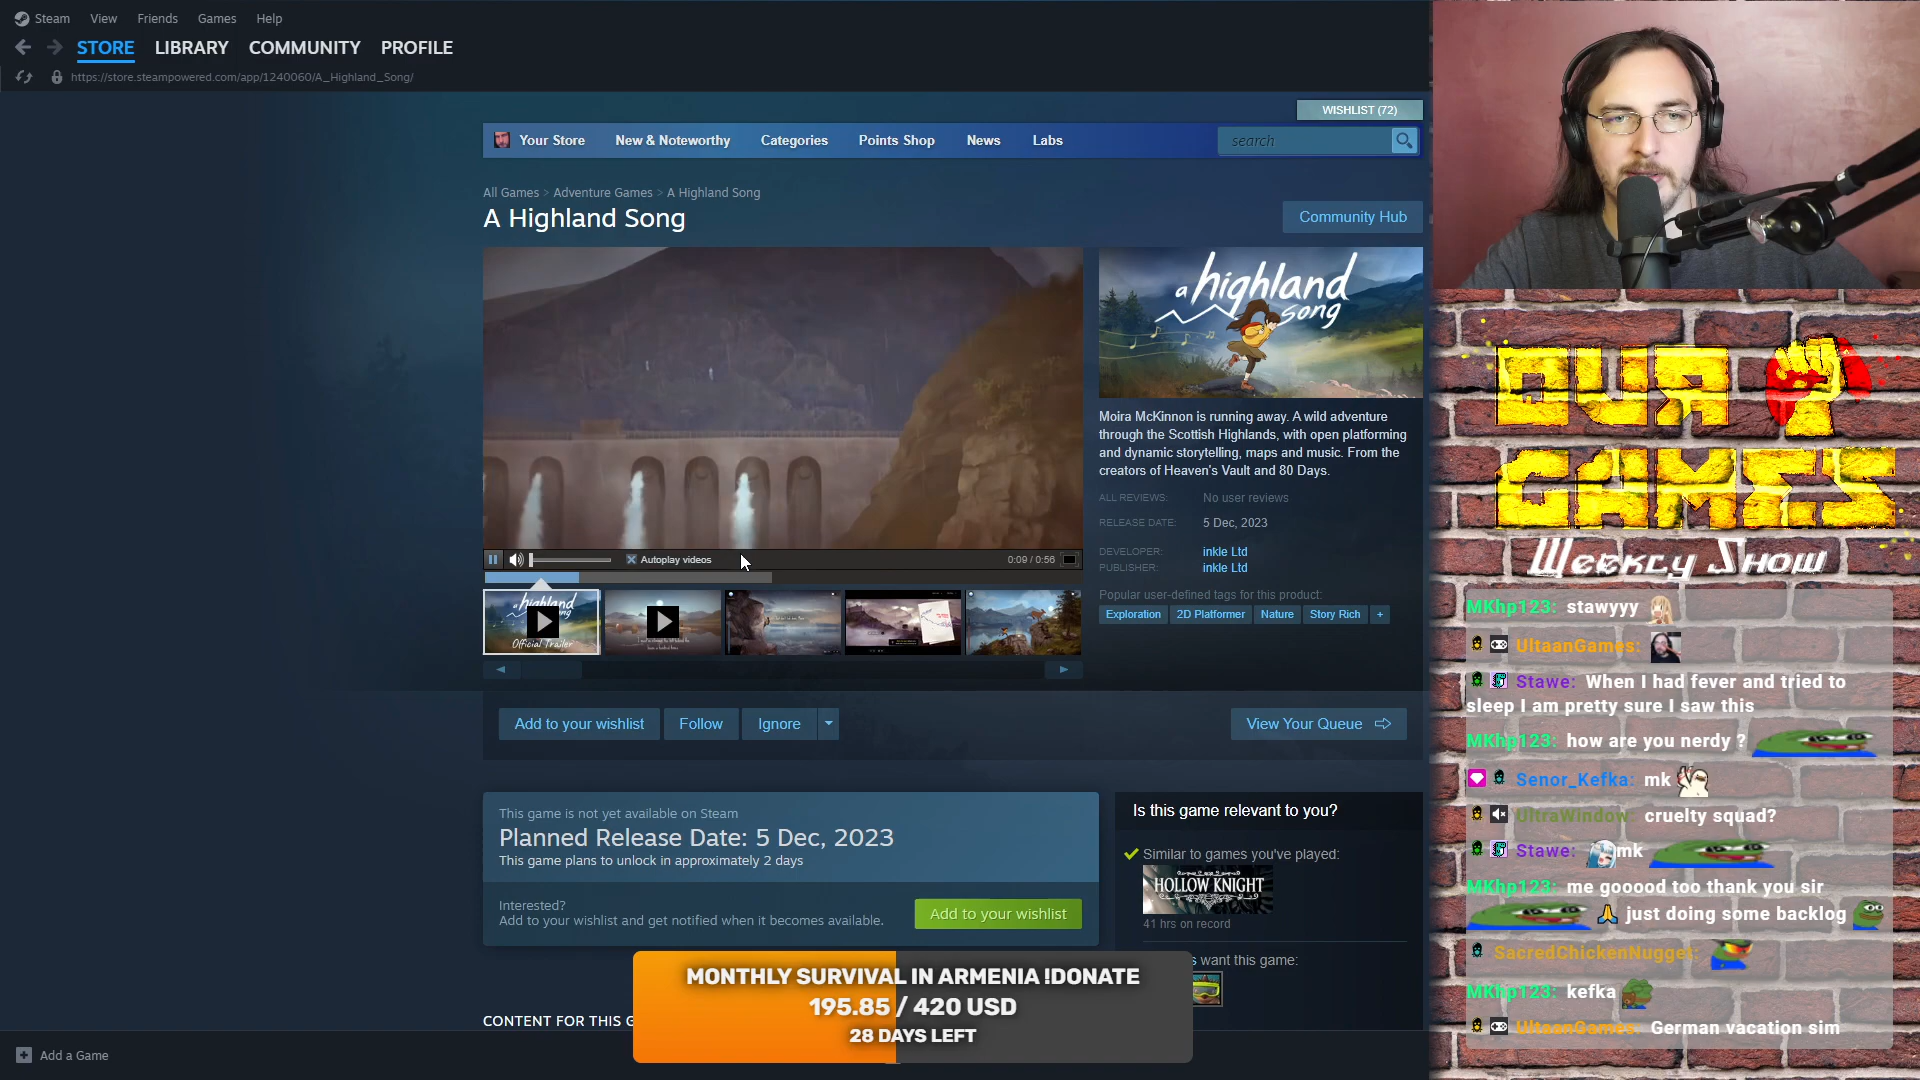 Steam
View
Friends
Games
Help
STORE
LIBRARY
COMMUNITY
PROFILE
https://store.steampowered.com/app/1240060/A_Highland_Song/
WISHLIST (72)
Your Store
New & Noteworthy
Categories
Points Shop
News
Labs
search
All Games > Adventure Games > A Highland Song
A Highland Song
Community Hub
a highland song
Moira McKinnon is running away. A wild adventure
through the Scottish Highlands, with open platforming
and dynamic storytelling, maps and music. From the
creators of Heaven's Vault and 80 Days.
ALL REVIEWS: No user reviews
RELEASE DATE: 5 Dec, 2023
DEVELOPER: inkle Ltd
PUBLISHER: inkle Ltd
Popular user-defined tags for this product:
Exploration
2D Platformer
Nature
Story Rich
+
Autoplay videos
0:09 / 0:56
a highland song
Official Trailer
Add to your wishlist
Follow
Ignore
View Your Queue
This game is not yet available on Steam
Planned Release Date: 5 Dec, 2023
This game plans to unlock in approximately 2 days
Interested?
Add to your wishlist and get notified when it becomes available.
Add to your wishlist
Is this game relevant to you?
Similar to games you've played:
HOLLOW KNIGHT
41 hrs on record
want this game:
CONTENT FOR THIS G
MONTHLY SURVIVAL IN ARMENIA !DONATE
195.85 / 420 USD
28 DAYS LEFT
Add a Game
OUR
GAMES
Weekly Show
MKhp123: stawyyy
UltaanGames:
Stawe: When I had fever and tried to
sleep I am pretty sure I saw this
MKhp123: how are you nerdy ?
Senor_Kefka: mk
UltraWindow: cruelty squad?
Stawe: mk
MKhp123: me gooood too thank you sir
just doing some backlog
SacredChickenNugget:
MKhp123: kefka
UltaanGames: German vacation sim